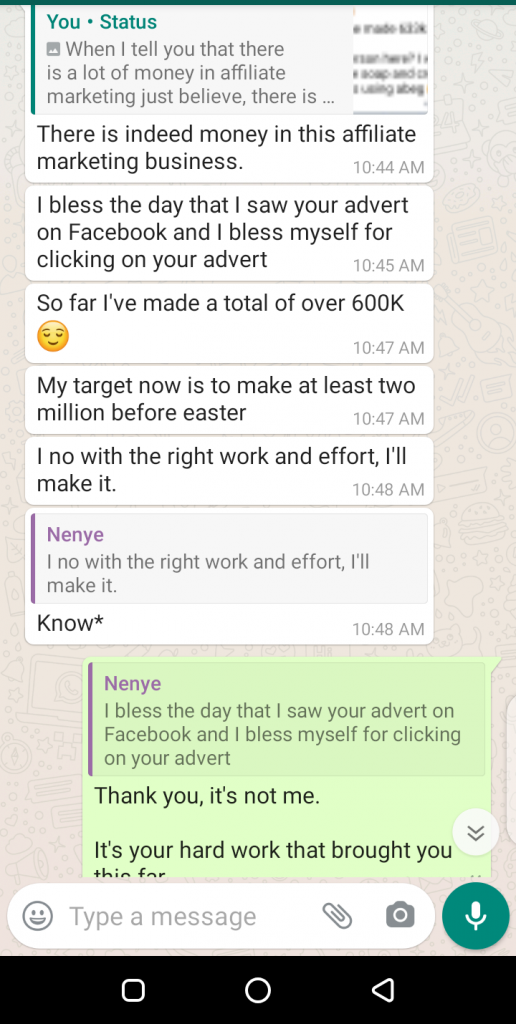 You • Status
When I tell you that there
is a lot of money in affiliate
marketing just believe, there is ...
There is indeed money in this affiliate
marketing business.
10:44 AM
I bless the day that I saw your advert
on Facebook and I bless myself for
clicking on your advert
10:45 AM
So far I've made a total of over 600K
10:47 AM
My target now is to make at least two
million before easter
10:47 AM
I no with the right work and effort, I'll
make it.
10:48 AM
Nenye
I no with the right work and effort, I'll
make it.
Know*
10:48 AM
Nenye
I bless the day that I saw your advert on
Facebook and I bless myself for clicking
on your advert
Thank you, it's not me.
It's your hard work that brought you
this far
Type a message